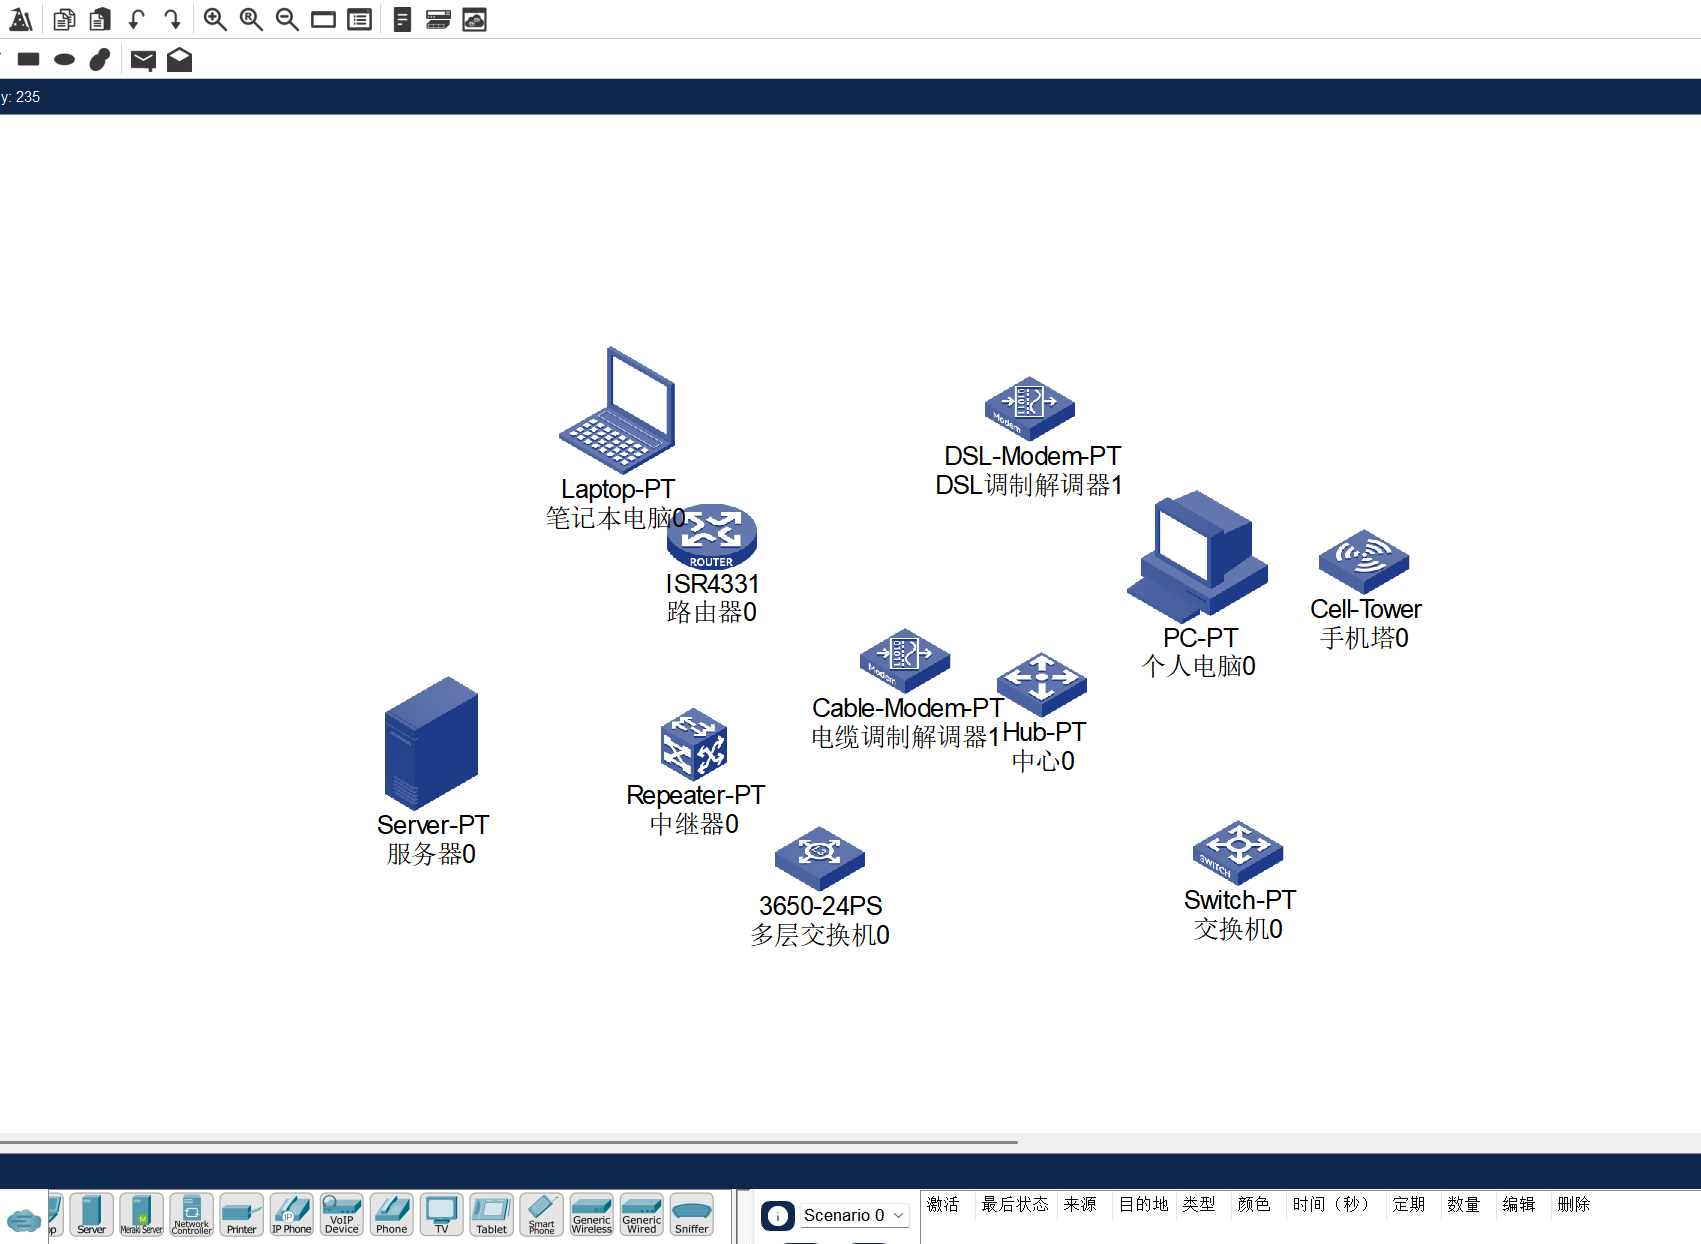 y: 235
Laptop-PT
笔记本电脑0
Modem
DSL-Modem-PT
DSL调制解调器1
ROUTER
ISR4331
路由器0
PC-PT
个人电脑0
Cell-Tower
手机塔0
Modem
Cable-Modem-PT
电缆调制解调器1
Hub-PT
中心0
Server-PT
服务器0
Repeater-PT
中继器0
3650-24PS
多层交换机0
SWITCH
Switch-PT
交换机0
Server
Meraki Server
Network Controller
Printer
IP
IP Phone
VoIP Device
Phone
TV
Tablet
Smart Phone
Generic Wireless
Generic Wired
Sniffer
Scenario 0
激活 最后状态 来源 目的地 类型 颜色 时间（秒） 定期 数量 编辑 删除